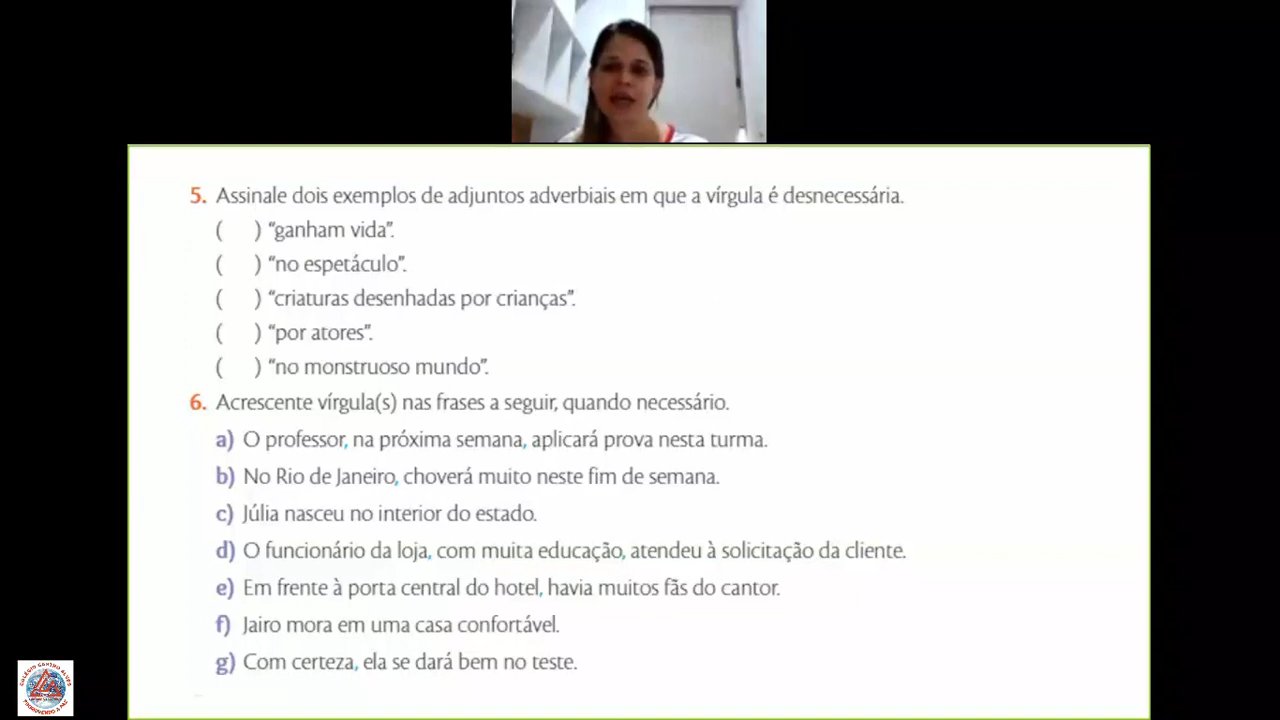 5. Assinale dois exemplos de adjuntos adverbiais em que a vírgula é desnecessária.
( ) “ganham vida”.
( ) “no espetáculo”.
( ) “criaturas desenhadas por crianças”.
( ) “por atores”.
( ) “no monstruoso mundo”.
6. Acrescente vírgula(s) nas frases a seguir, quando necessário.
a) O professor, na próxima semana, aplicará prova nesta turma.
b) No Rio de Janeiro, choverá muito neste fim de semana.
c) Júlia nasceu no interior do estado.
d) O funcionário da loja, com muita educação, atendeu à solicitação da cliente.
e) Em frente à porta central do hotel, havia muitos fãs do cantor.
f) Jairo mora em uma casa confortável.
g) Com certeza, ela se dará bem no teste.
COLÉGIO CASTRO ALVES